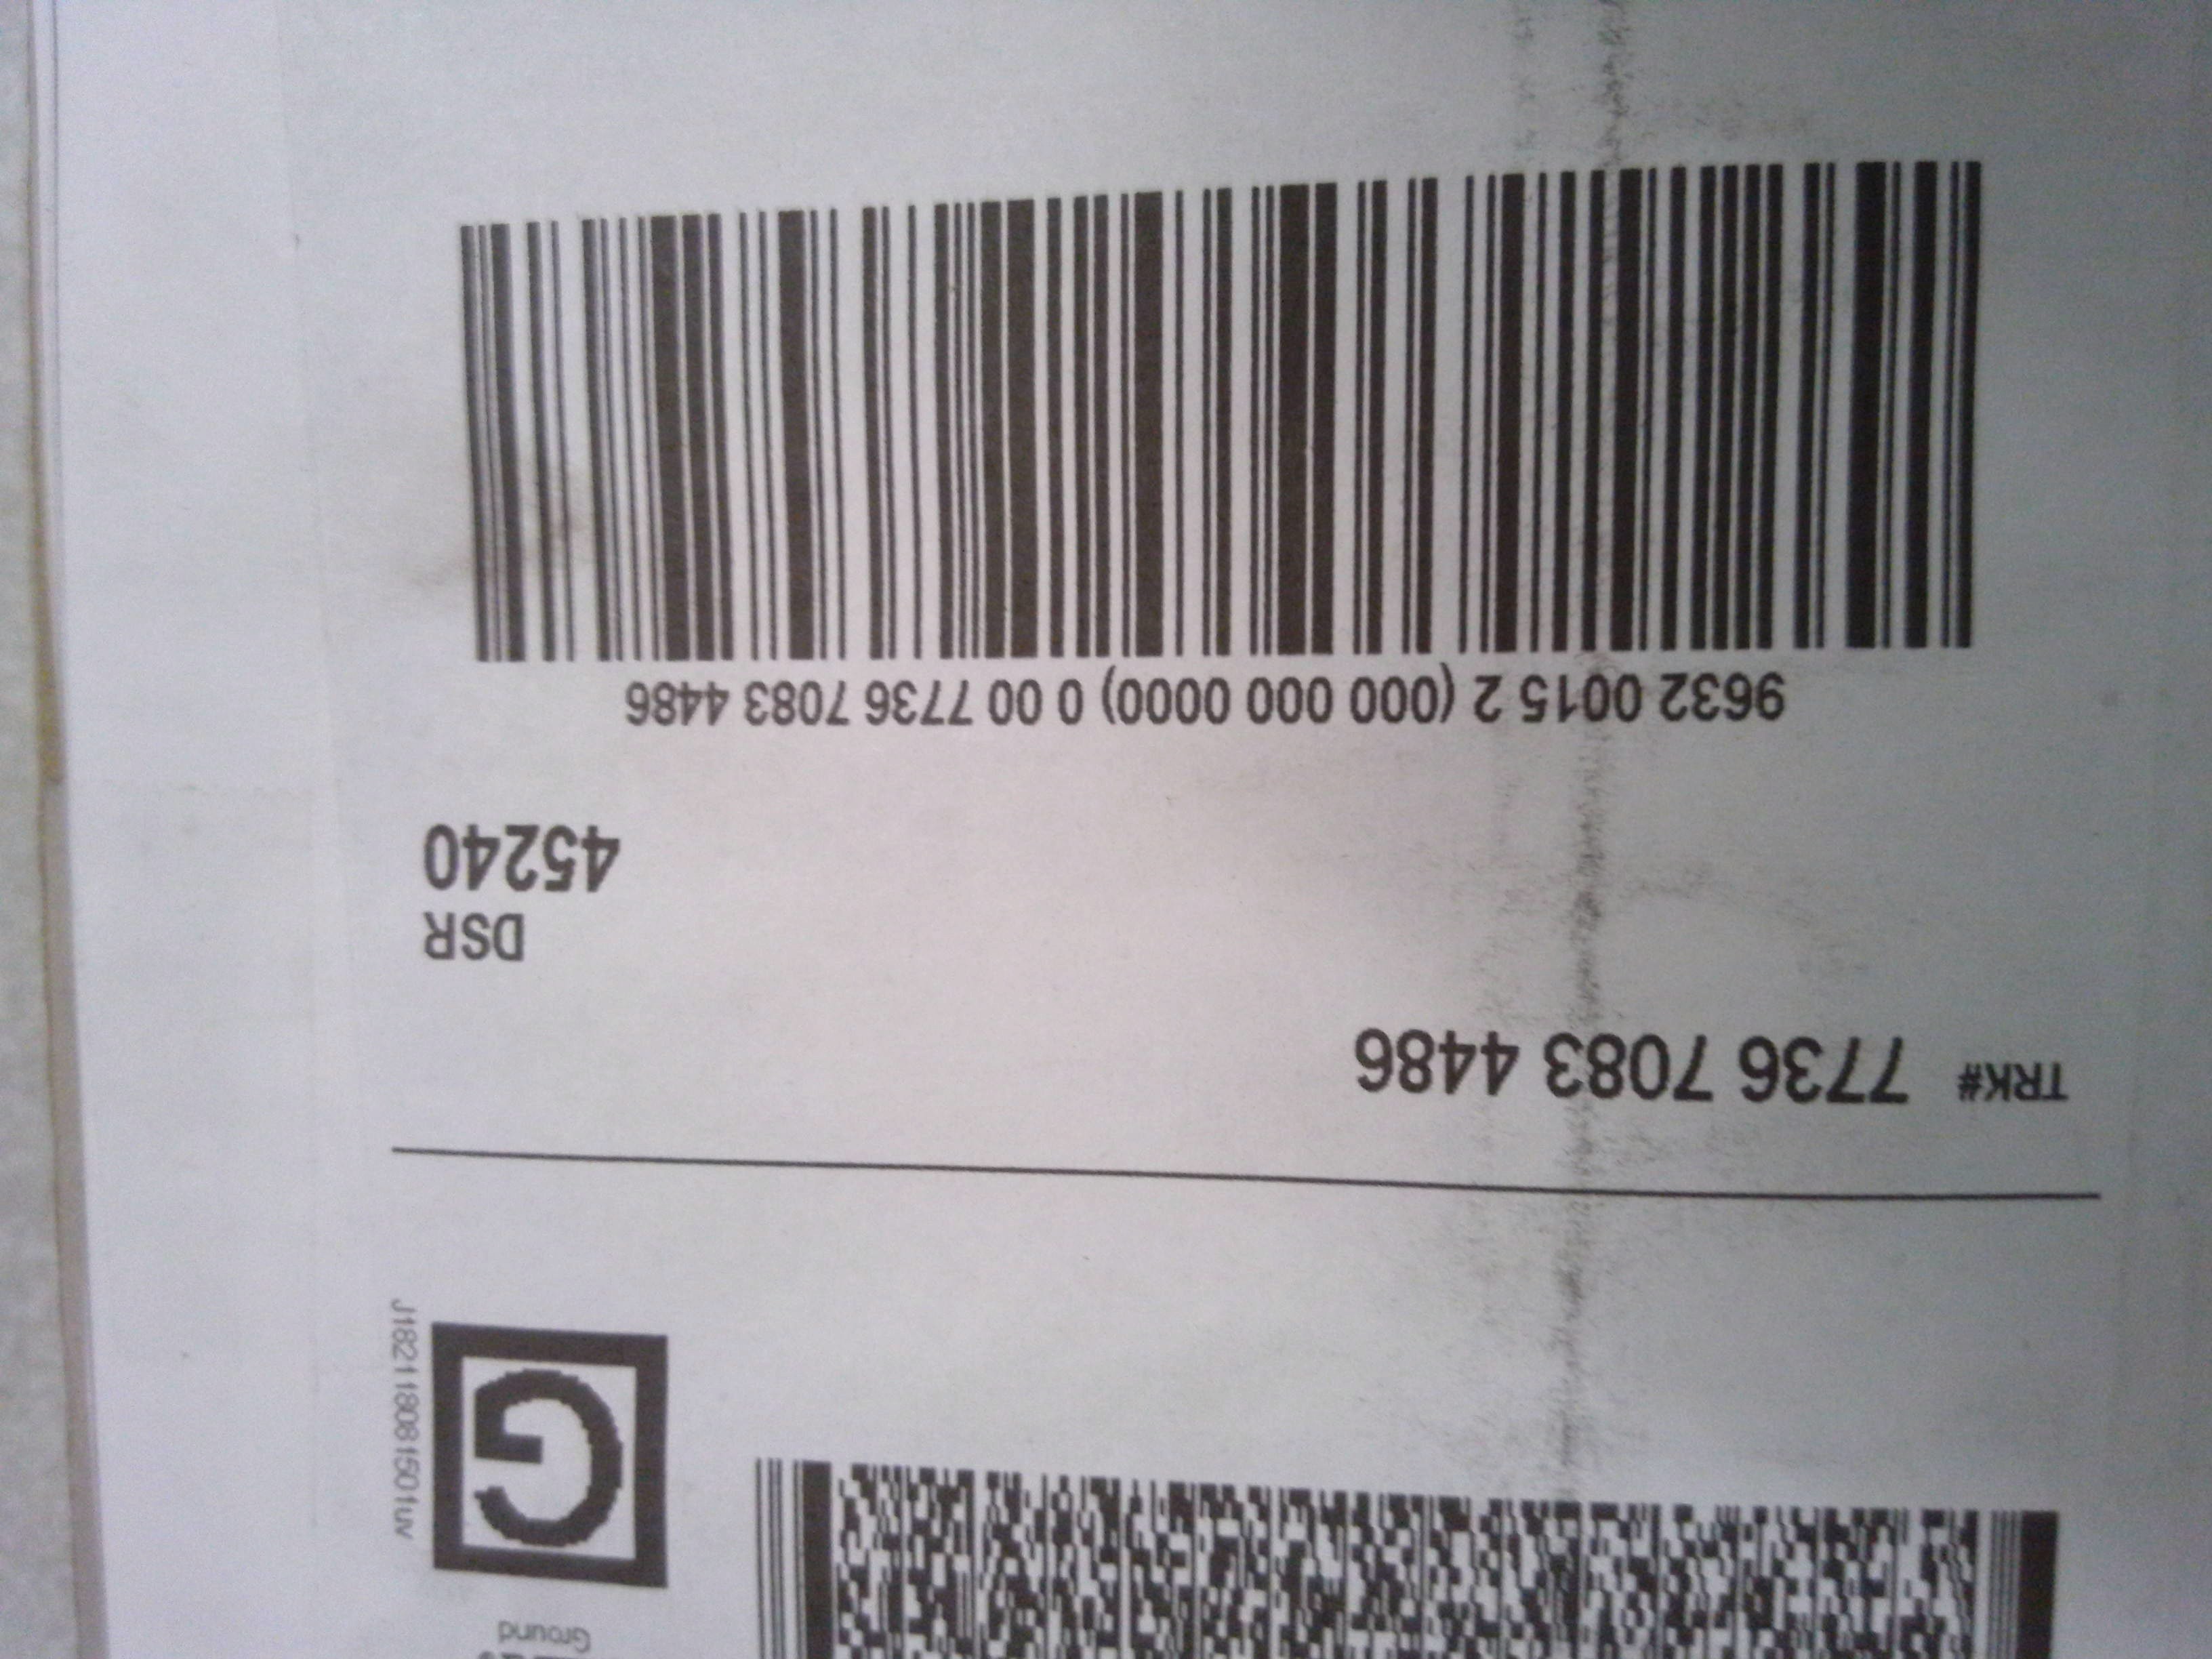 Ground
G
J182118081501uv
TRK# 7736 7083 4486
DSR
45240
9632 0015 2 (000 000 0000) 0 00 7736 7083 4486